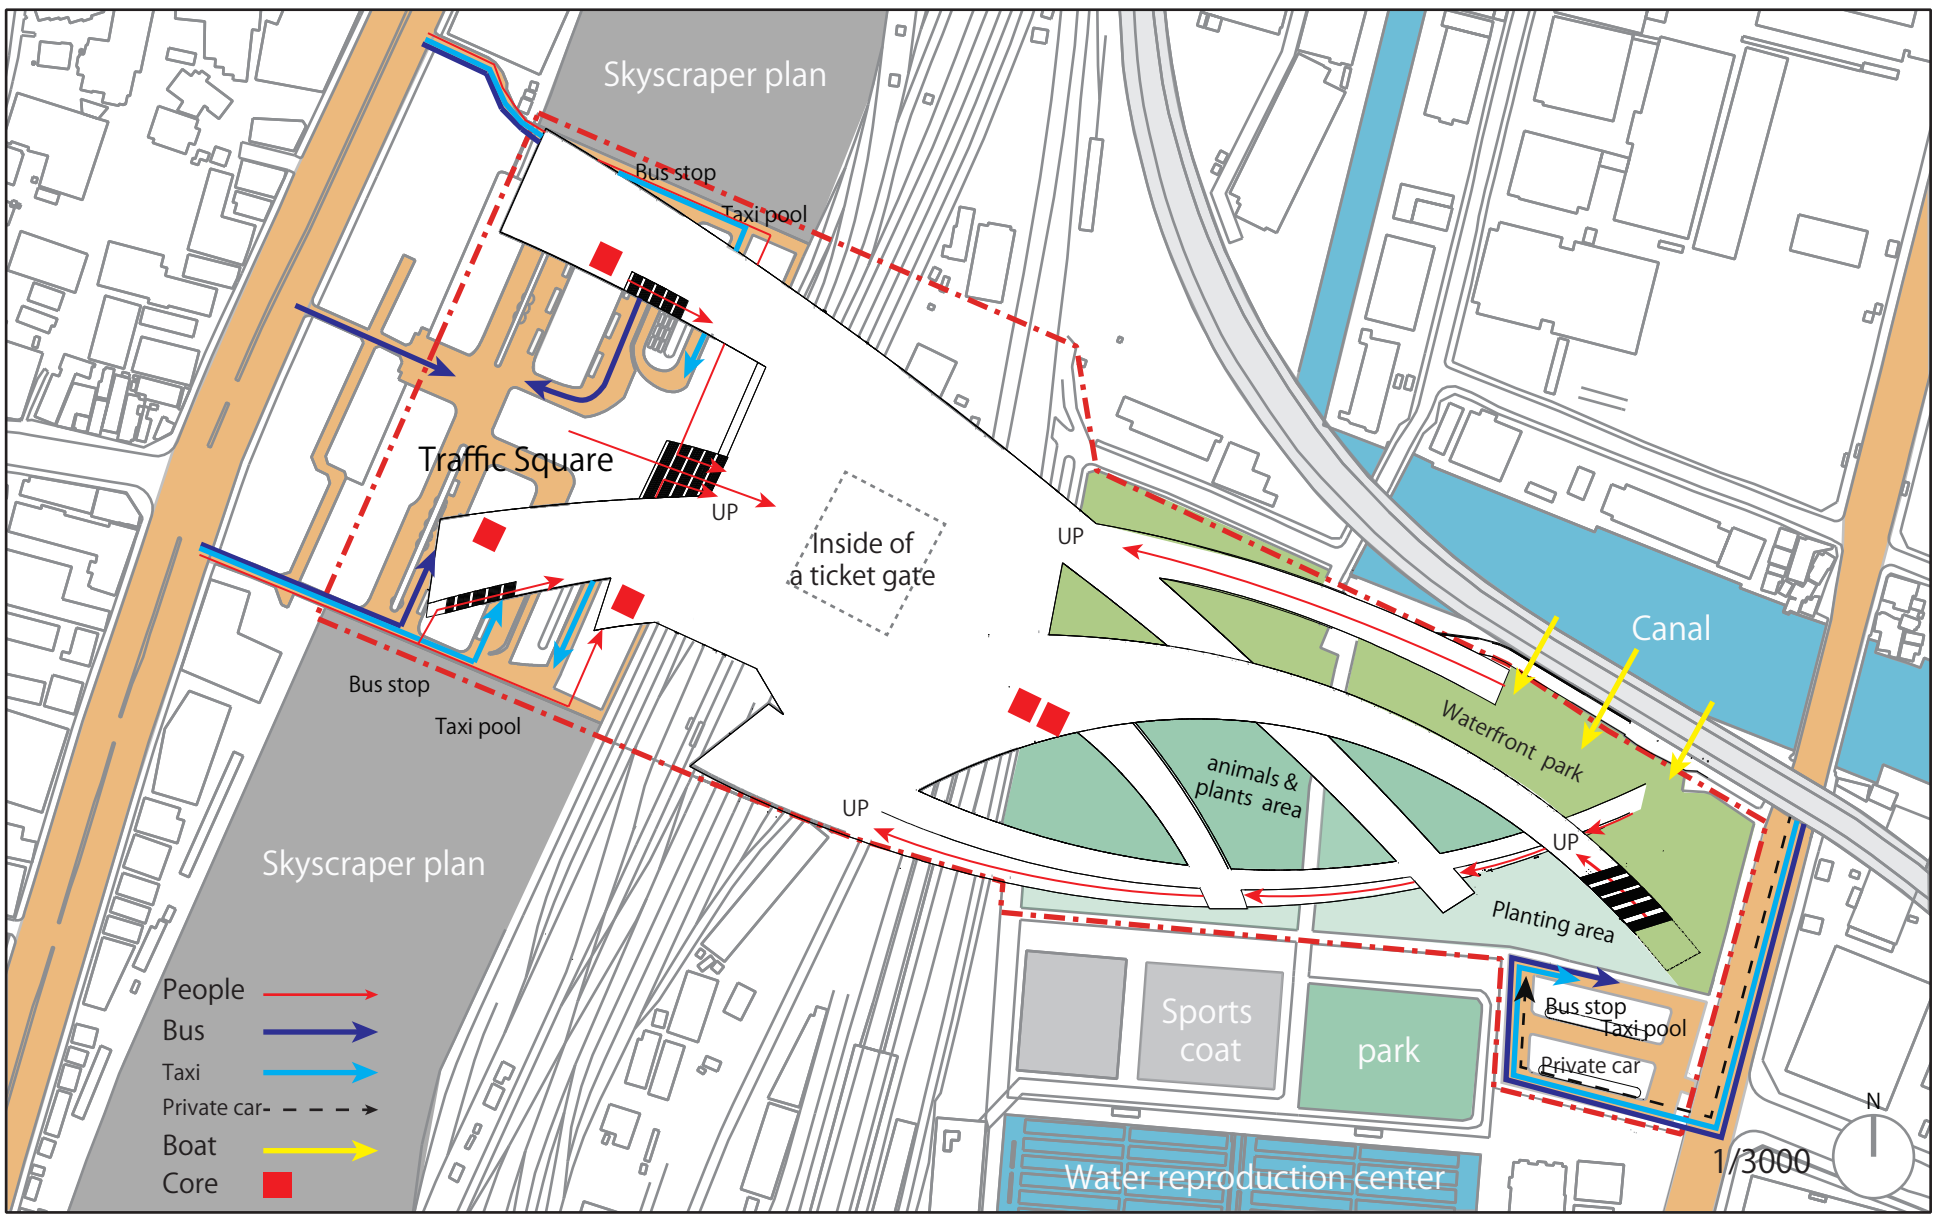 Skyscraper plan
Bus stop
Taxi pool
Traffic Square
UP
Inside of
a ticket gate
UP
Canal
Bus stop
Taxi pool
Waterfront park
animals &
plants area
UP
UP
Skyscraper plan
Planting area
People
Bus
Taxi
Private car
Boat
Core
Sports
coat
park
Bus stop
Taxi pool
Private car
N
1/3000
Water reproduction center